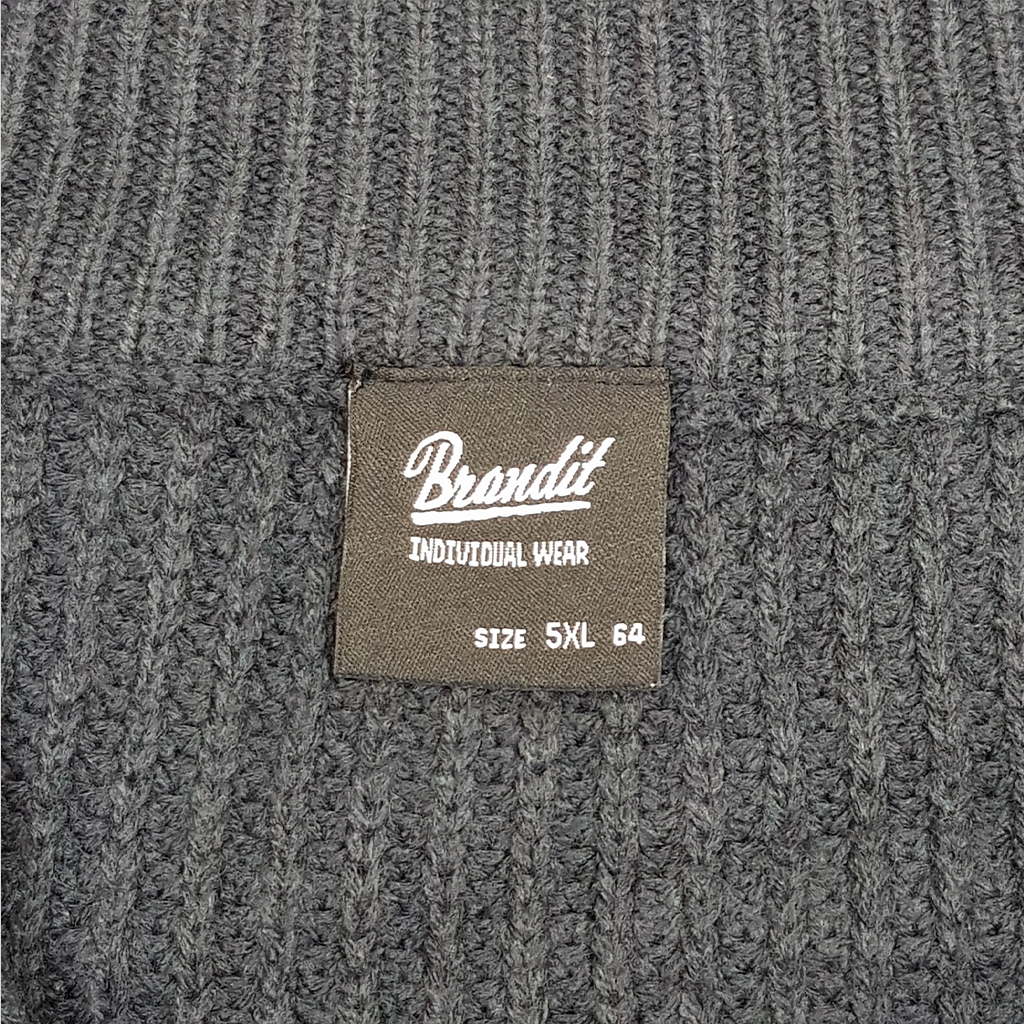 Brandit
INDIVIDUAL WEAR
SIZE 5XL 64